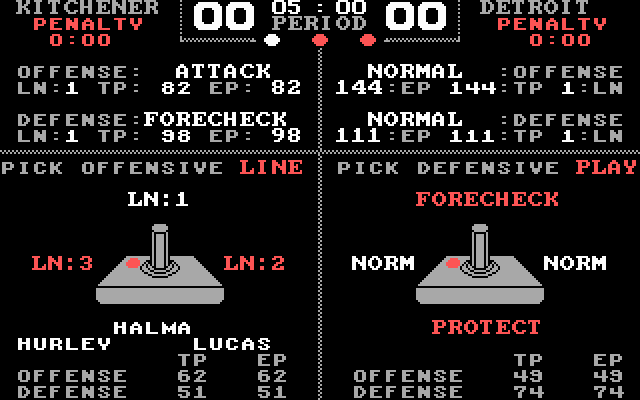 KITCHENER 00 05:00 00 DETROIT
PENALTY PERIOD PENALTY
0:00 0:00
OFFENSE: ATTACK NORMAL :OFFENSE
LN:1 TP: 82 EP: 82 144:EP 144:TP 1:LN
DEFENSE:FORECHECK NORMAL :DEFENSE
LN:1 TP: 98 EP: 98 111:EP 111:TP 1:LN
PICK OFFENSIVE LINE PICK DEFENSIVE PLAY
LN:1 FORECHECK
LN:3 LN:2 NORM NORM
HALMA PROTECT
HURLEY LUCAS
TP EP TP EP
OFFENSE 62 62 OFFENSE 49 49
DEFENSE 51 51 DEFENSE 74 74